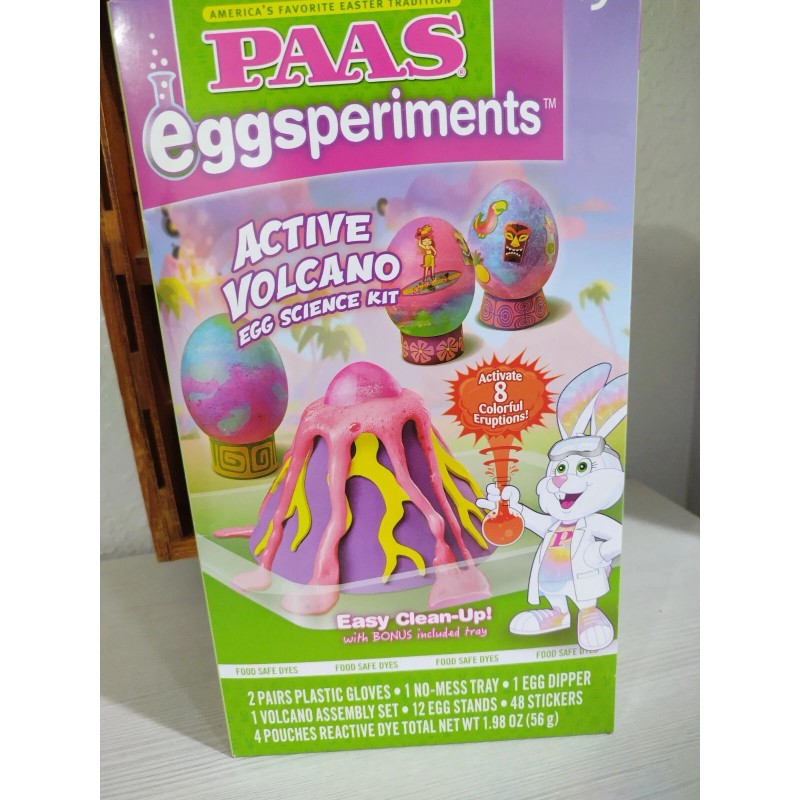 AMERICA'S FAVORITE EASTER TRADITION
PAAS®
eggsperiments™
ACTIVE
VOLCANO
EGG SCIENCE KIT
Activate
8
Colorful
Eruptions!
P
Easy Clean-Up!
with BONUS included tray
FOOD SAFE DYES FOOD SAFE DYES FOOD SAFE DYES FOOD SAFE DYES
2 PAIRS PLASTIC GLOVES • 1 NO-MESS TRAY • 1 EGG DIPPER
1 VOLCANO ASSEMBLY SET • 12 EGG STANDS • 48 STICKERS
4 POUCHES REACTIVE DYE TOTAL NET WT 1.98 OZ (56 g)